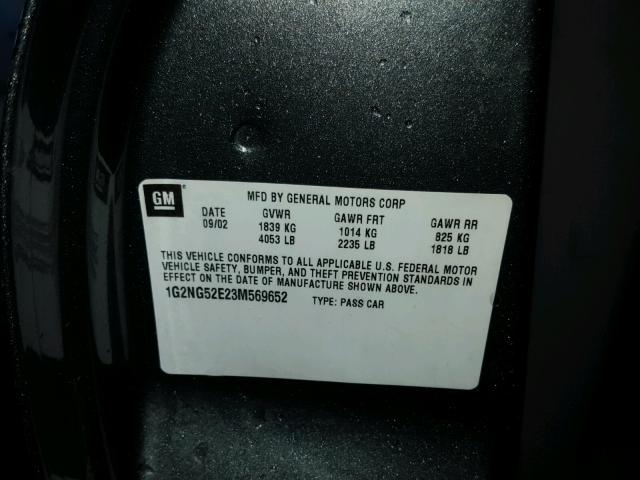 GM
MFD BY GENERAL MOTORS CORP
DATE GVWR GAWR FRT GAWR RR
09/02 1839 KG 1014 KG 825 KG
4053 LB 2235 LB 1818 LB
THIS VEHICLE CONFORMS TO ALL APPLICABLE U.S. FEDERAL MOTOR
VEHICLE SAFETY, BUMPER, AND THEFT PREVENTION STANDARDS IN
EFFECT ON THE DATE OF MANUFACTURE SHOWN ABOVE.
1G2NG52E23M569652 TYPE: PASS CAR